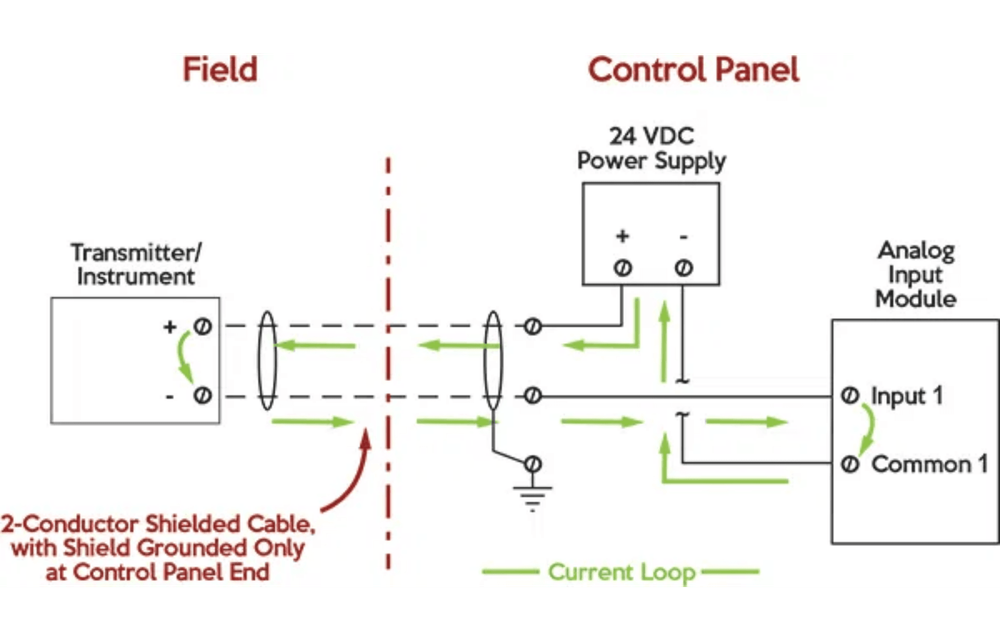 Field
Control Panel
24 VDC
Power Supply
+ -
Transmitter/
Instrument
+
-
Analog
Input
Module
Input 1
Common 1
2-Conductor Shielded Cable,
with Shield Grounded Only
at Control Panel End
Current Loop